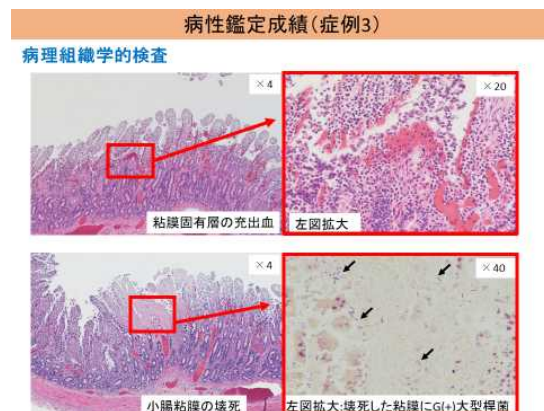 病性鑑定成績(症例3)
病理組織学的検査
×4
×20
粘膜固有層の充出血
左図拡大
×4
×40
小腸粘膜の壊死
左図拡大:壊死した粘膜にG(+)大型桿菌